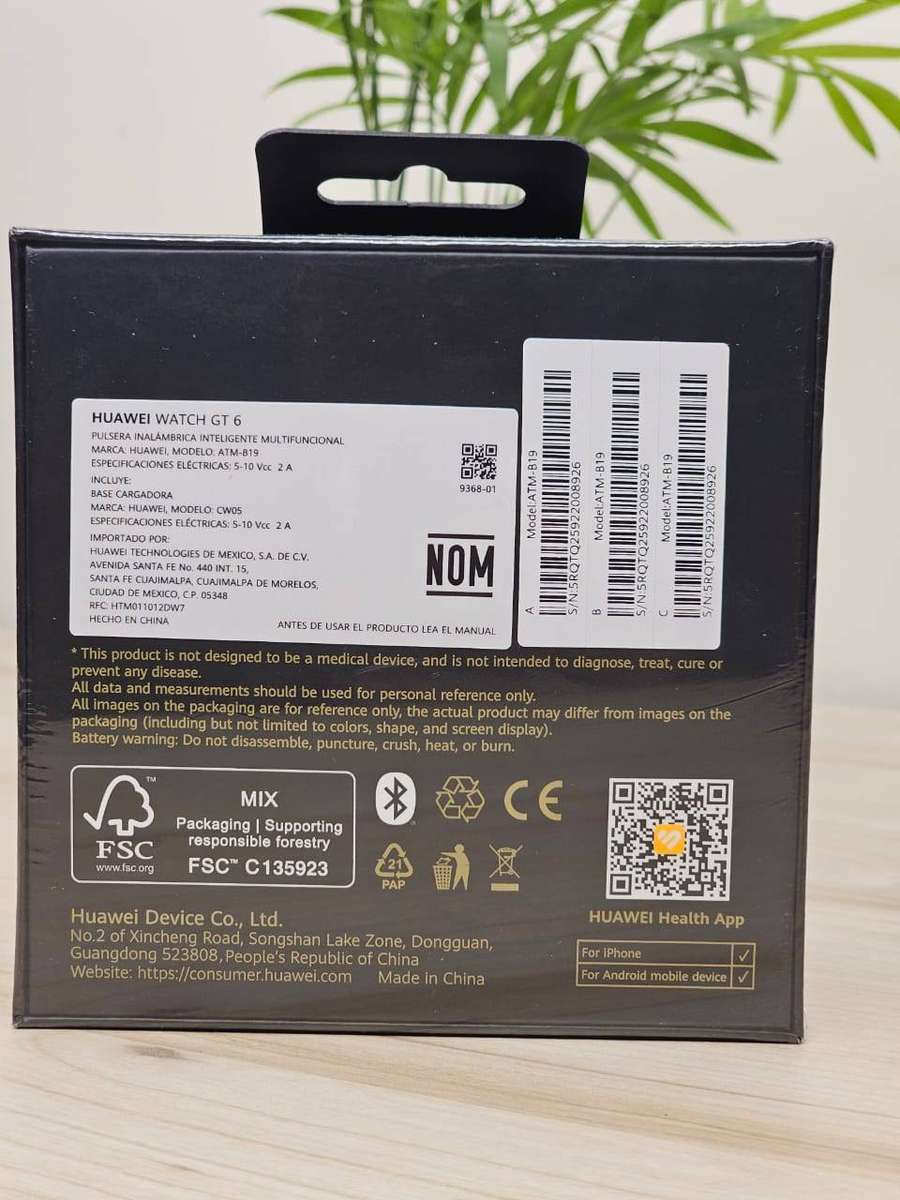 HUAWEI WATCH GT 6
PULSERA INALÁMBRICA INTELIGENTE MULTIFUNCIONAL
MARCA: HUAWEI, MODELO: ATM-B19
ESPECIFICACIONES ELÉCTRICAS: 5-10 Vcc 2 A
INCLUYE:
BASE CARGADORA
MARCA: HUAWEI, MODELO: CW05
ESPECIFICACIONES ELÉCTRICAS: 5-10 Vcc 2 A
IMPORTADO POR:
HUAWEI TECHNOLOGIES DE MEXICO, S.A. DE C.V.
AVENIDA SANTA FE No. 440 INT. 15,
SANTA FE CUAJIMALPA, CUAJIMALPA DE MORELOS,
CIUDAD DE MEXICO, C.P. 05348
RFC: HTM011012DW7
HECHO EN CHINA
9368-01
NOM
ANTES DE USAR EL PRODUCTO LEA EL MANUAL
A
Model:ATM-B19
S/N:5RQTQ25922008926
B
Model:ATM-B19
S/N:5RQTQ25922008926
C
Model:ATM-B19
S/N:5RQTQ25922008926
* This product is not designed to be a medical device, and is not intended to diagnose, treat, cure or
prevent any disease.
All data and measurements should be used for personal reference only.
All images on the packaging are for reference only, the actual product may differ from images on the
packaging (including but not limited to colors, shape, and screen display).
Battery warning: Do not disassemble, puncture, crush, heat, or burn.
TM
FSC
www.fsc.org
MIX
Packaging | Supporting
responsible forestry
FSC™ C135923
CE
21
PAP
HUAWEI Health App
For iPhone ✓
For Android mobile device ✓
Huawei Device Co., Ltd.
No.2 of Xincheng Road, Songshan Lake Zone, Dongguan,
Guangdong 523808, People's Republic of China
Website: https://consumer.huawei.com Made in China